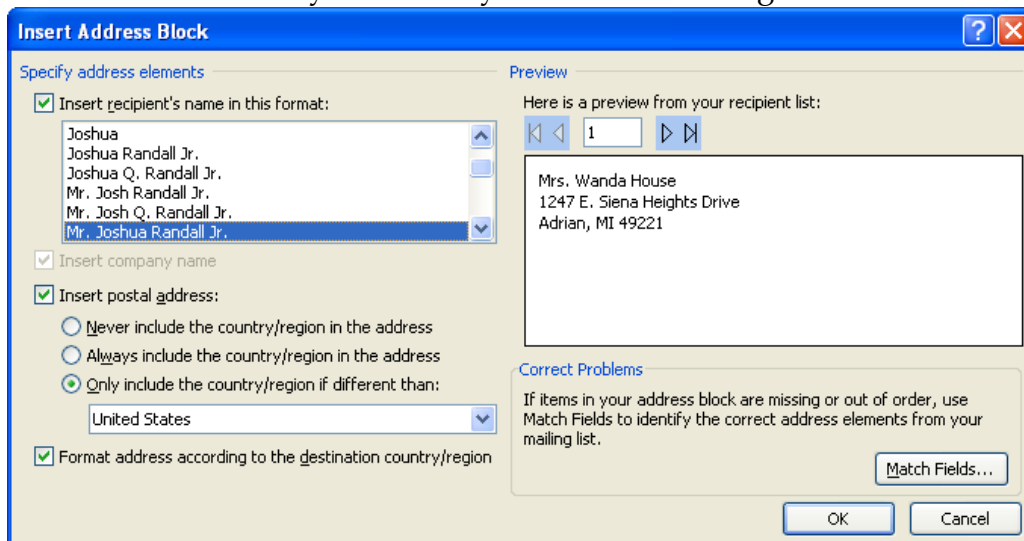 Insert Address Block
Specify address elements
Insert recipient's name in this format:
Joshua
Joshua Randall Jr.
Joshua Q. Randall Jr.
Mr. Josh Randall Jr.
Mr. Josh Q. Randall Jr.
Mr. Joshua Randall Jr.
Insert company name
Insert postal address:
Never include the country/region in the address
Always include the country/region in the address
Only include the country/region if different than:
United States
Format address according to the destination country/region
Preview
Here is a preview from your recipient list:
1
Mrs. Wanda House
1247 E. Siena Heights Drive
Adrian, MI 49221
Correct Problems
If items in your address block are missing or out of order, use
Match Fields to identify the correct address elements from your
mailing list.
Match Fields...
OK
Cancel